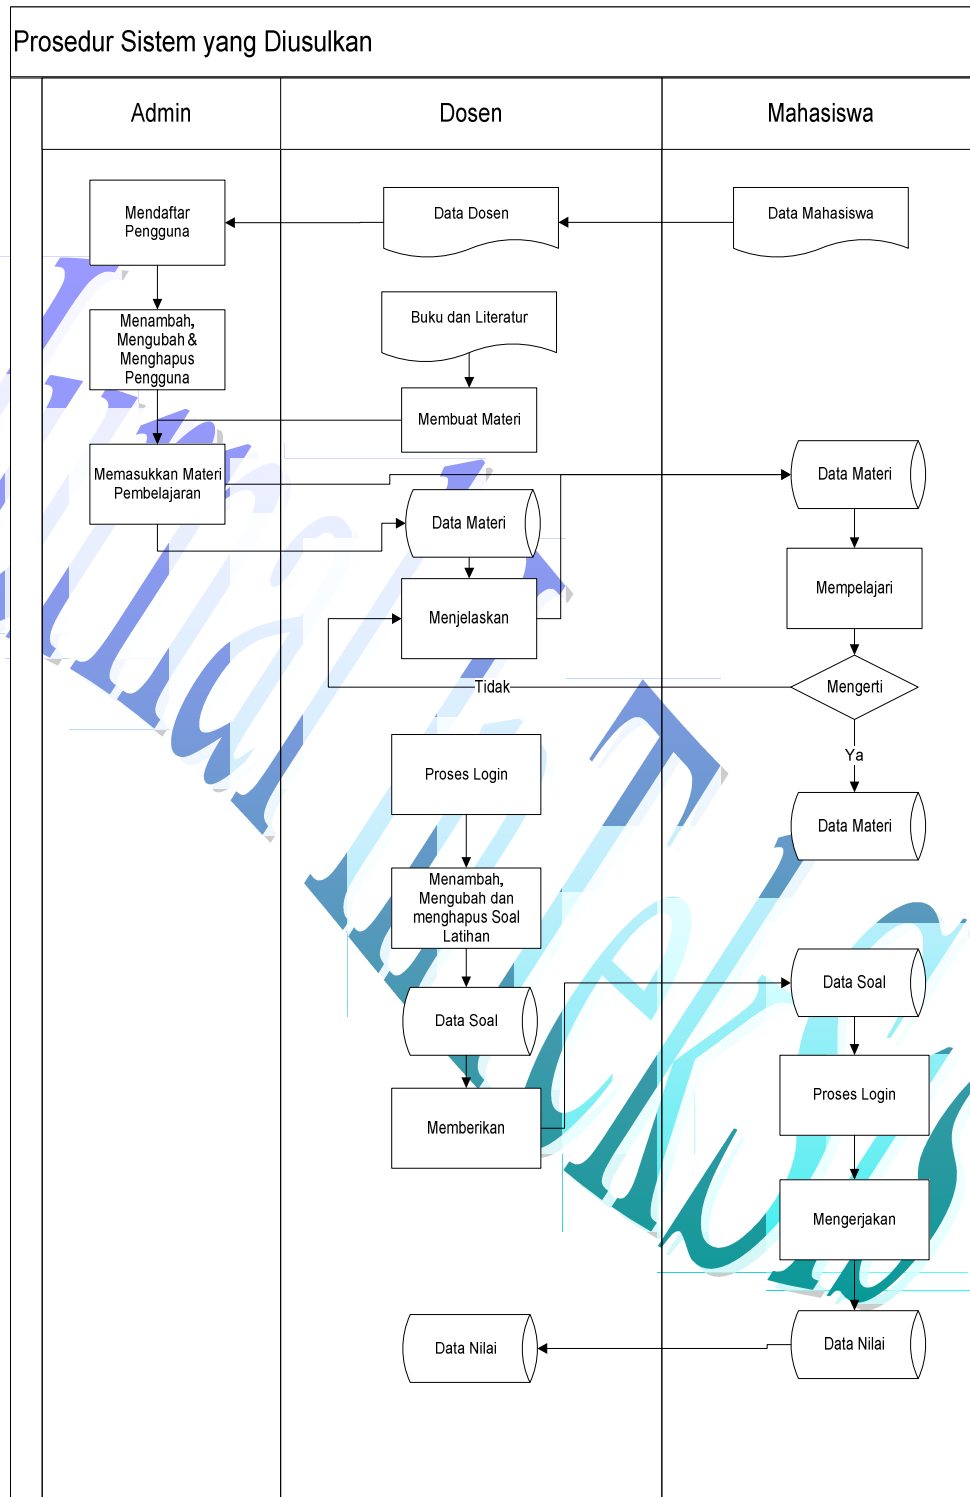 Prosedur Sistem yang Diusulkan
Admin
Dosen
Mahasiswa
Mendaftar
Pengguna
Data Dosen
Data Mahasiswa
Menambah,
Mengubah &
Menghapus
Pengguna
Buku dan Literatur
Membuat Materi
Memasukkan Materi
Pembelajaran
Data Materi
Data Materi
Menjelaskan
Mempelajari
Tidak
Mengerti
Ya
Data Materi
Proses Login
Menambah,
Mengubah dan
menghapus Soal
Latihan
Data Soal
Data Soal
Memberikan
Proses Login
Mengerjakan
Data Nilai
Data Nilai